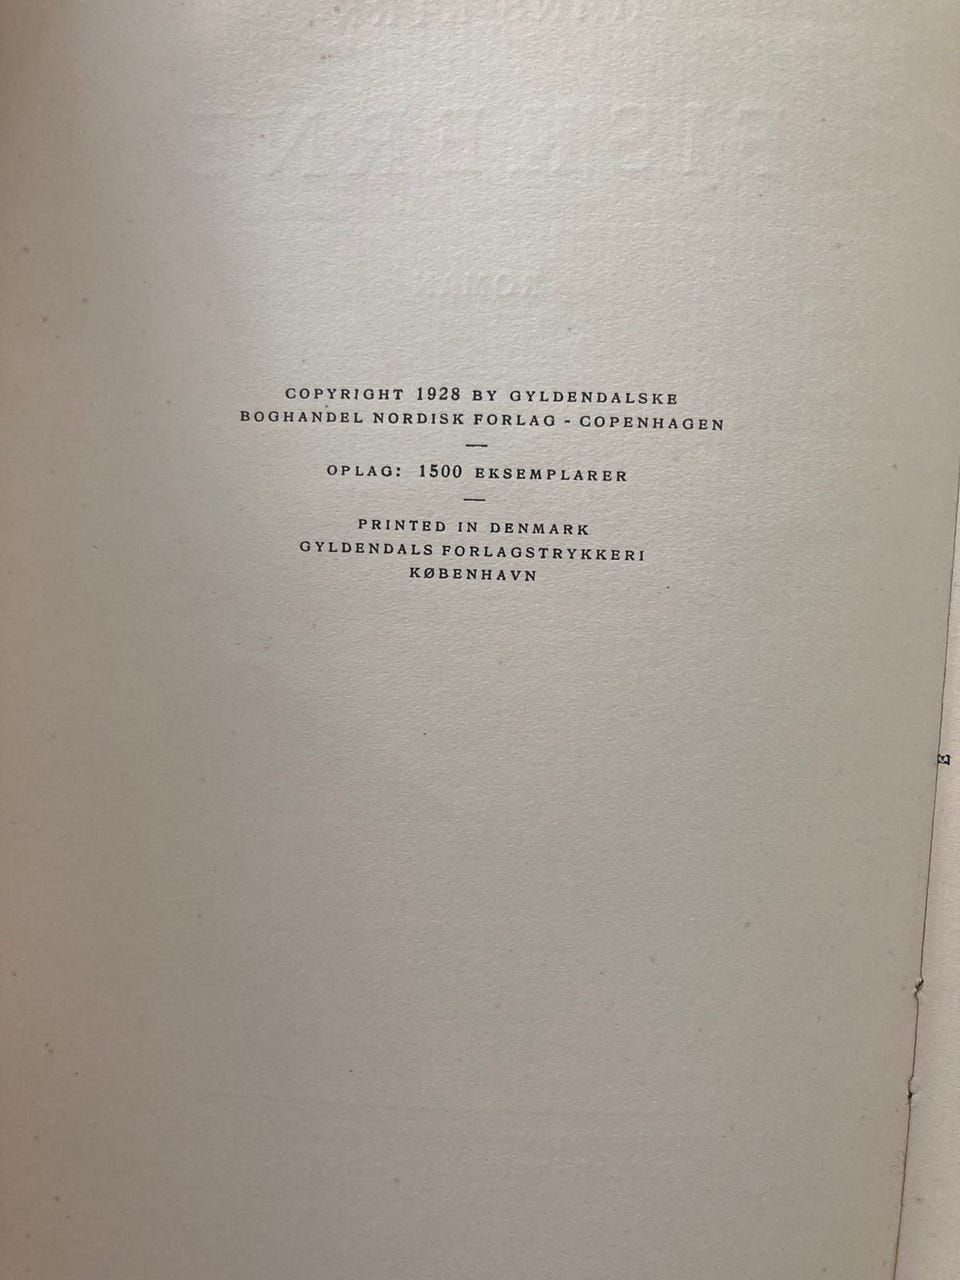 COPYRIGHT 1928 BY GYLDENDALSKE
BOGHANDEL NORDISK FORLAG - COPENHAGEN
OPLAG: 1500 EKSEMPLARER
PRINTED IN DENMARK
GYLDENDALS FORLAGSTRYKKERI
KØBENHAVN